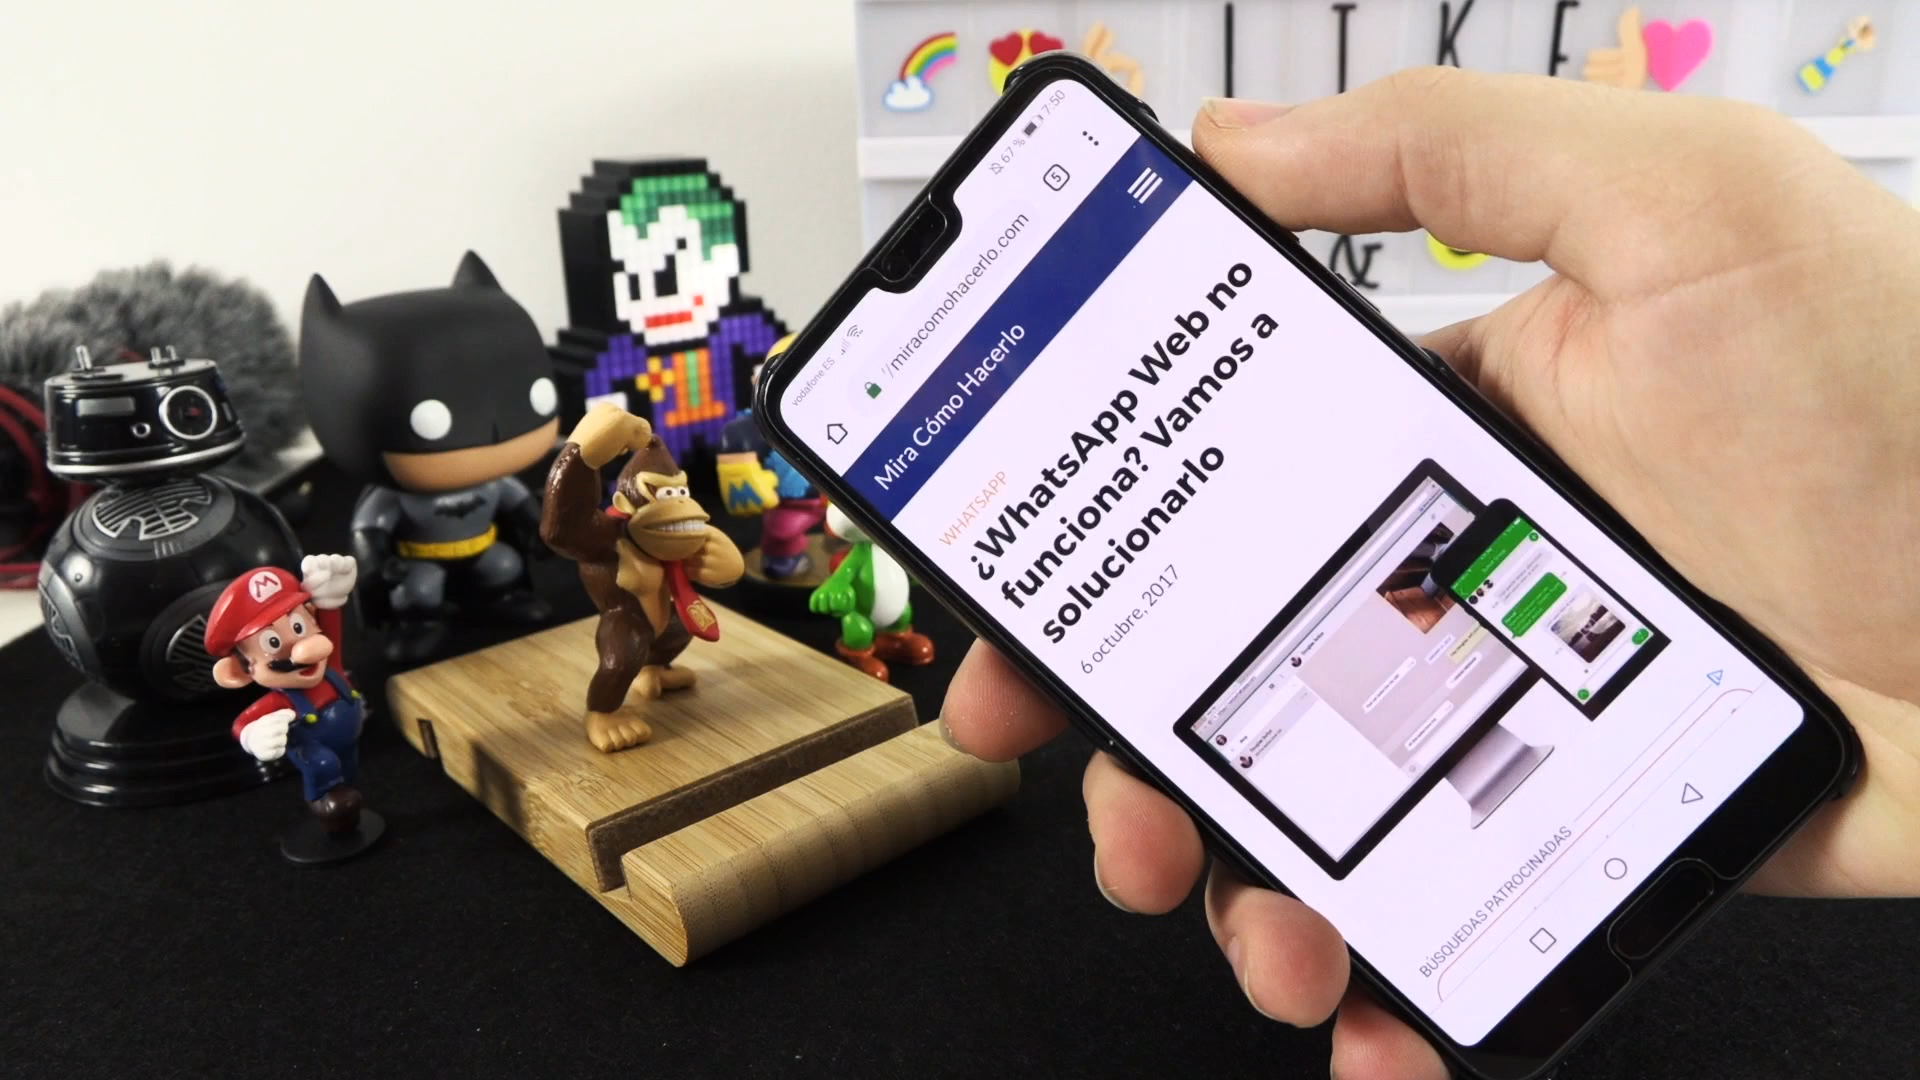 I I K E
&
vodafone ES
67 %
7:50
//miracomohacerlo.com
5
Mira Cómo Hacerlo
WHATSAPP
¿WhatsApp Web no
funciona? Vamos a
solucionarlo
6 octubre, 2017
BÚSQUEDAS PATROCINADAS
M
M